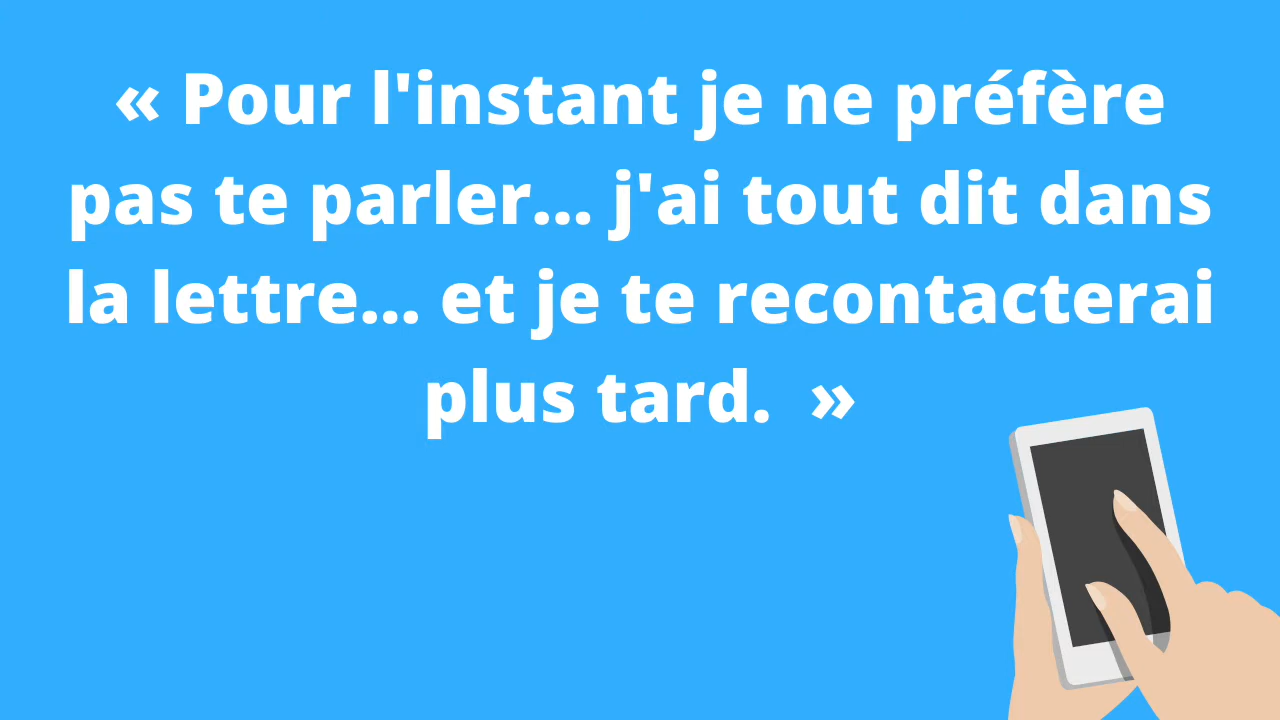 « Pour l'instant je ne préfère
pas te parler... j'ai tout dit dans
la lettre... et je te recontacterai
plus tard.  »